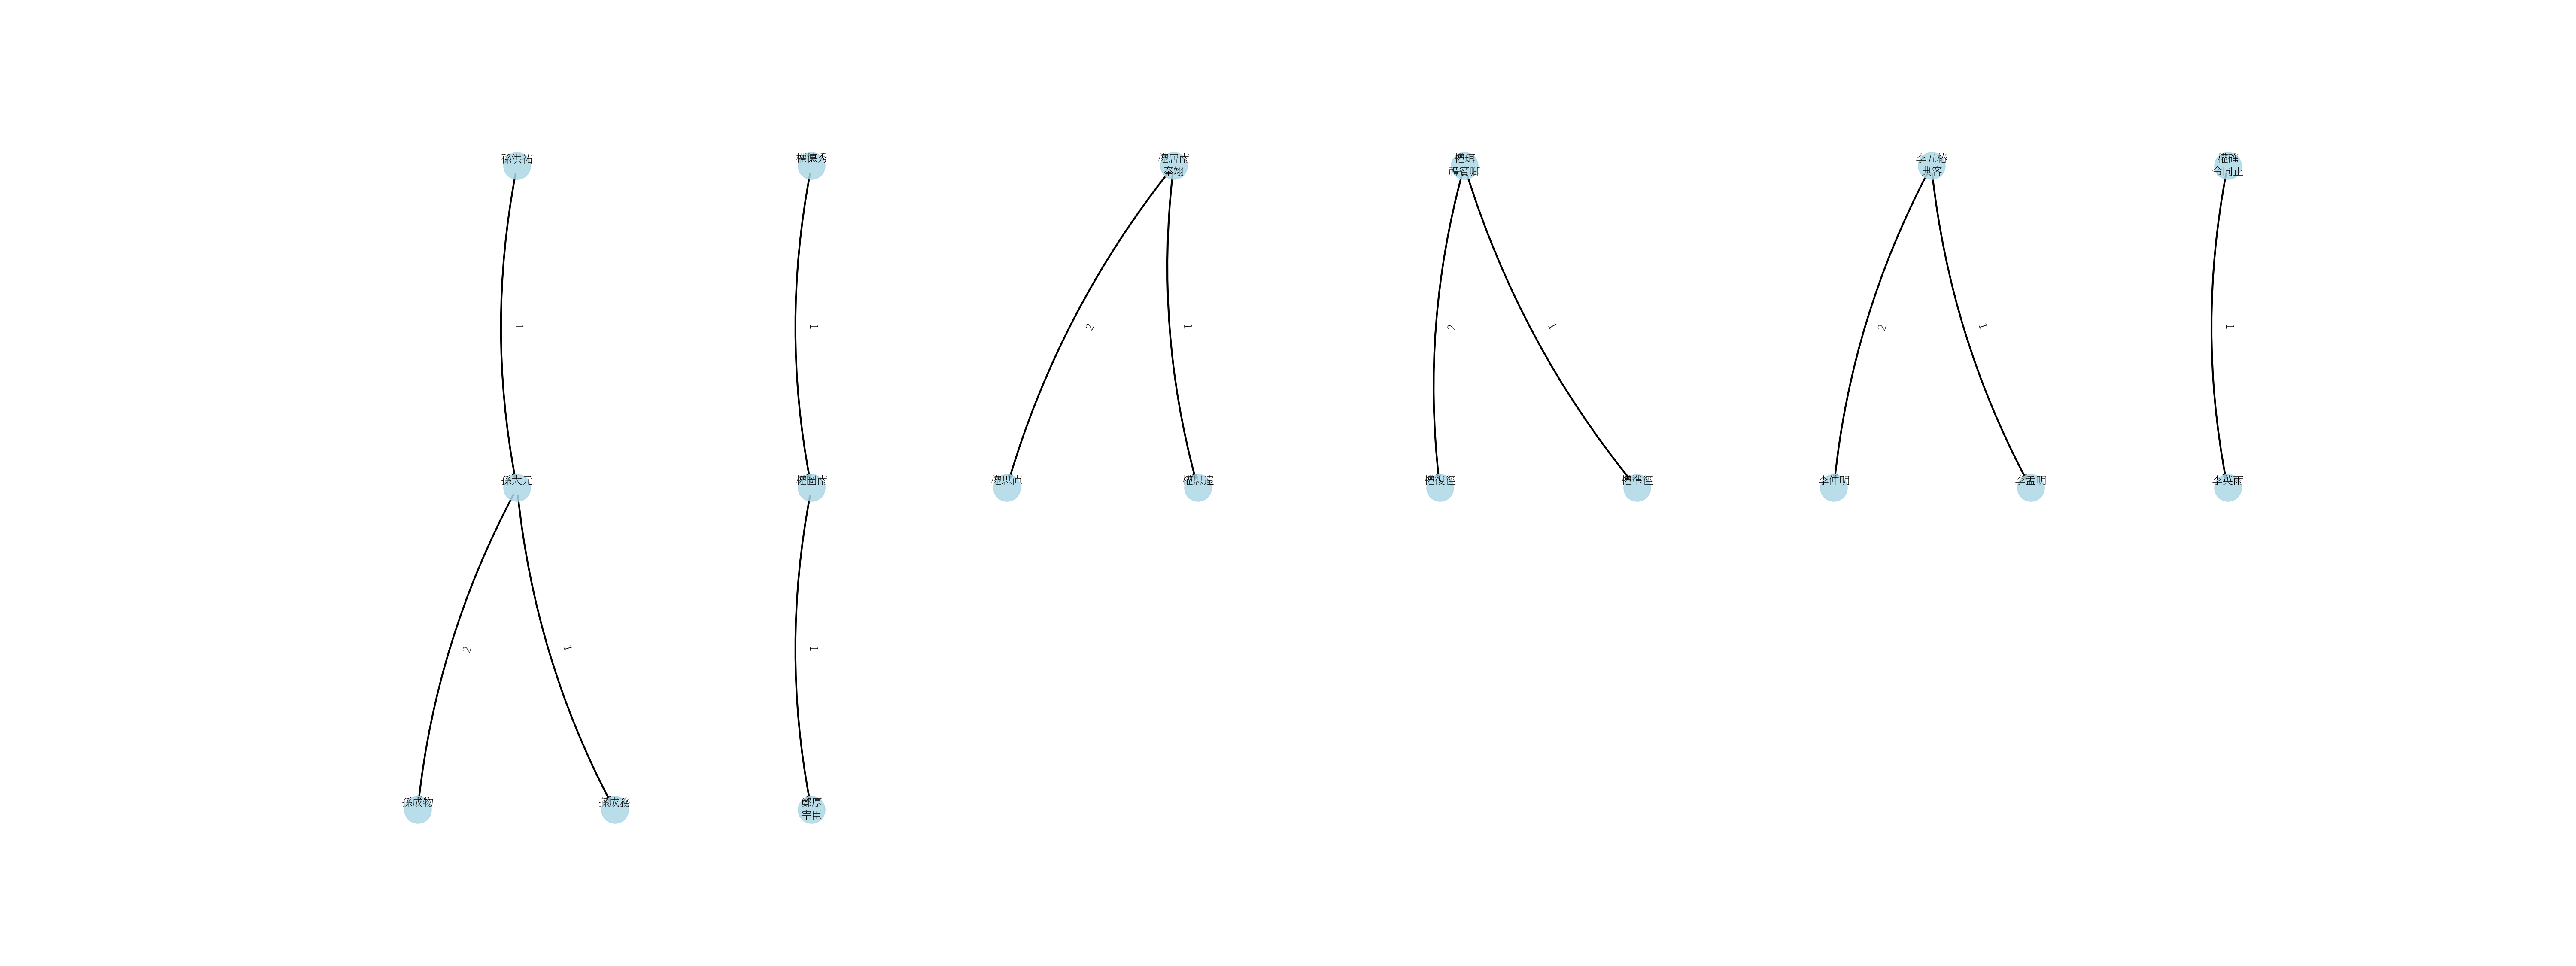 孫洪祐
權德秀
權居南
奉翊
權珥
禮賓卿
李五椿
典客
權確
令同正
1
1
2
1
2
1
2
1
1
孫大元
權圖南
權思直
權思遠
權復徑
權準徑
李仲明
李孟明
李英雨
2
1
1
孫成物
孫成務
鄭厚
宰臣